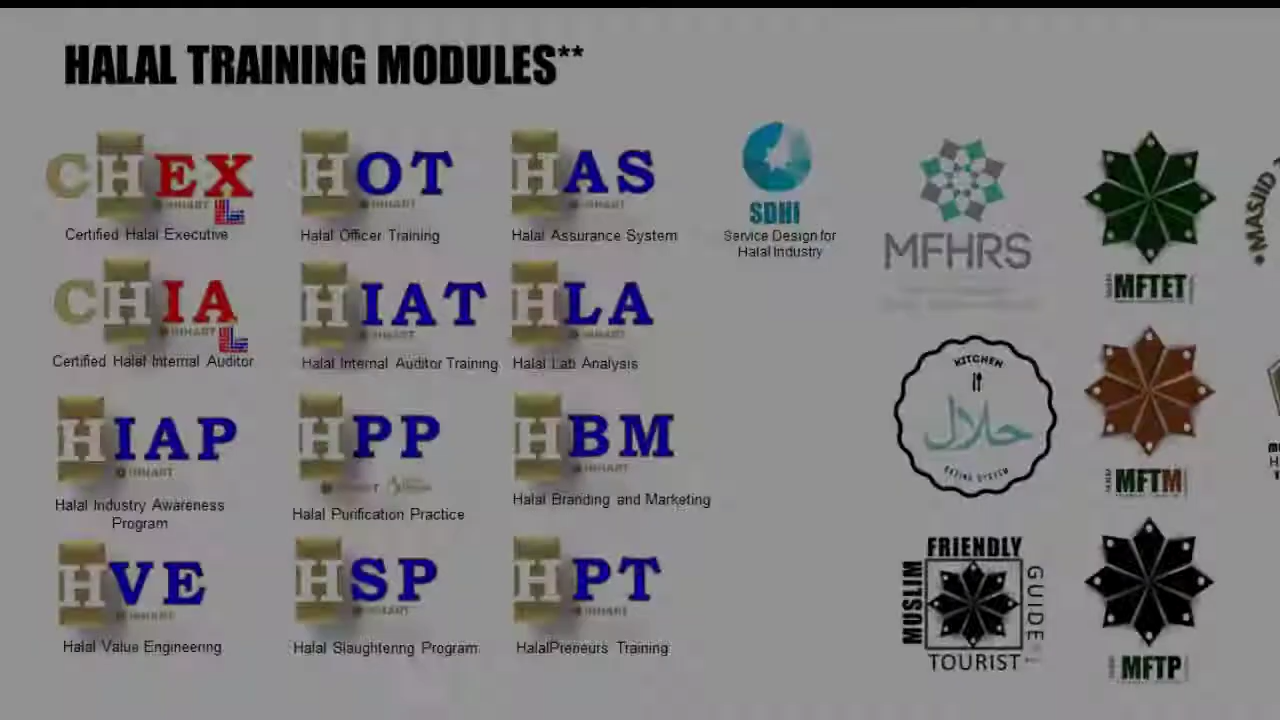 HALAL TRAINING MODULES**
CHEX
Certified Halal Executive
HOT
Halal Officer Training
HAS
Halal Assurance System
SDHI
Service Design for
Halal Industry
MFHRS
MFTET
MASJID
CHIA
Certified Halal Internal Auditor
HIAT
Halal Internal Auditor Training
HLA
Halal Lab Analysis
KITCHEN
حلال
RATING SYSTEM
MFTM
HIAP
Halal Industry Awareness
Program
HPP
Halal Purification Practice
HBM
Halal Branding and Marketing
HVE
Halal Value Engineering
HSP
Halal Slaughtering Program
HPT
HalalPreneurs Training
MUSLIM
FRIENDLY
GUIDE
TOURIST
MFTP